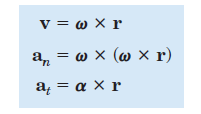 v = ω × r
aₙ = ω × (ω × r)
aₜ = α × r